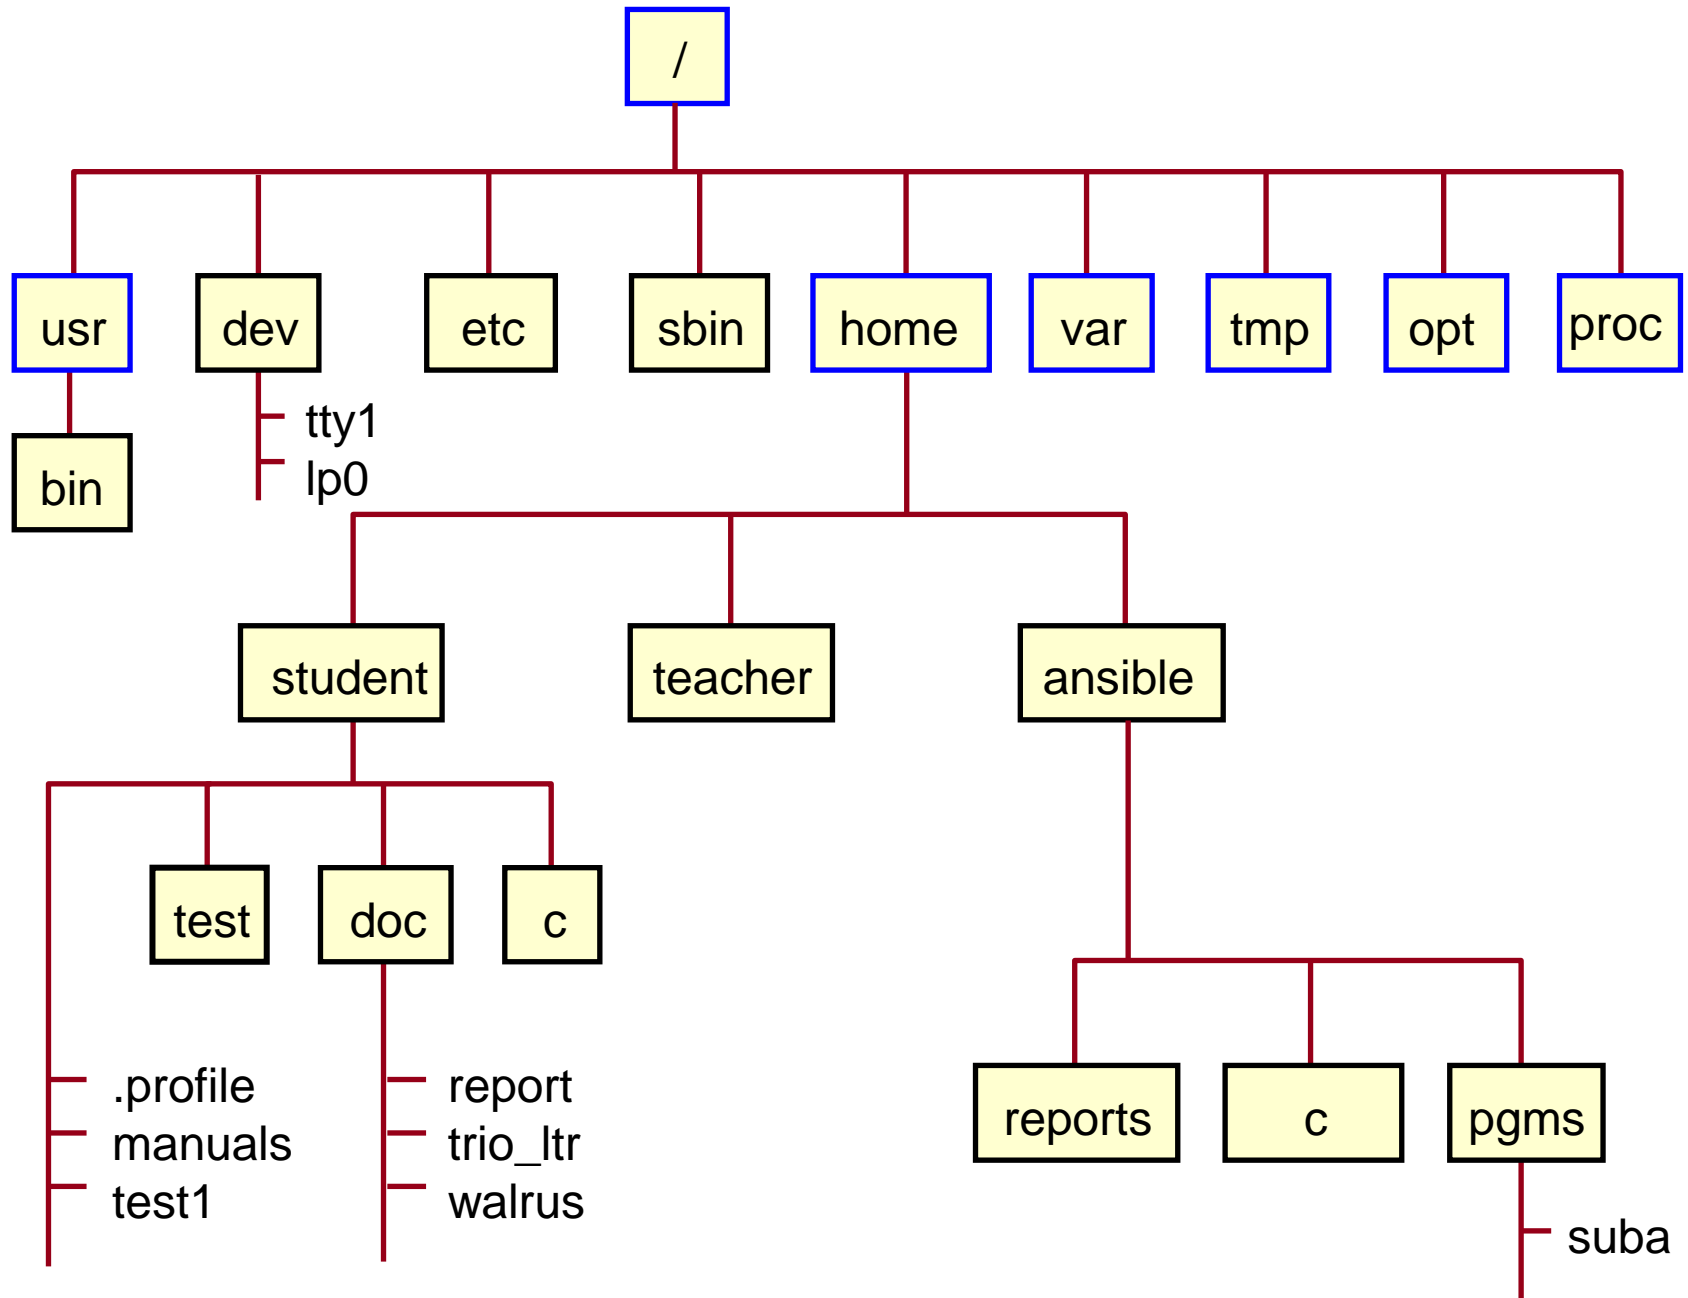 /
usr
dev
etc
sbin
home
var
tmp
opt
proc
bin
tty1
lp0
student
teacher
ansible
test
doc
c
.profile
manuals
test1
report
trio_ltr
walrus
reports
c
pgms
suba